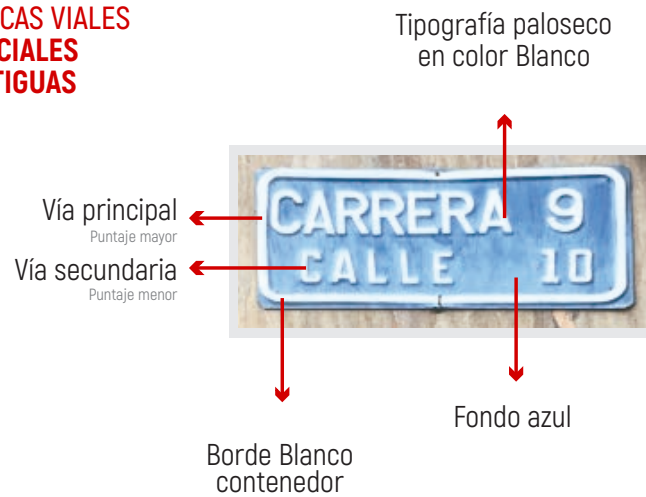 CAS VIALES
CIALES
TIGUAS
Tipografía paloseco
en color Blanco
CARRERA 9
CALLE 10
Vía principal
Puntaje mayor
Vía secundaria
Puntaje menor
Fondo azul
Borde Blanco
contenedor